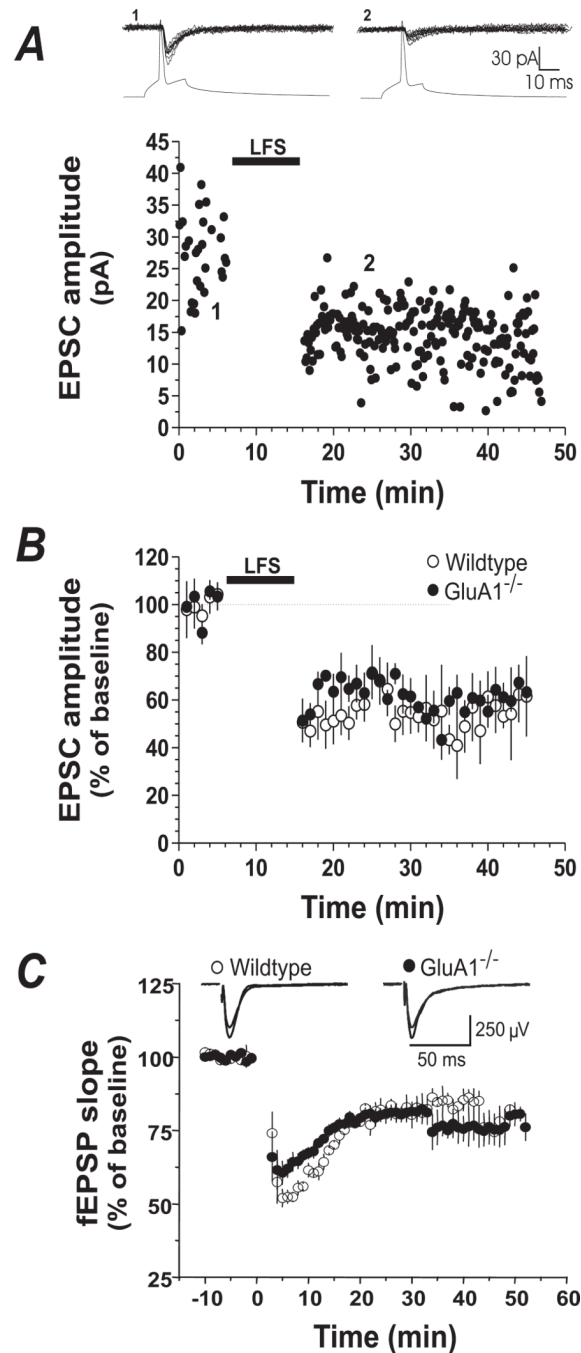 A
1
2
30 pA
10 ms
45
40
35
30
25
20
15
10
5
0
LFS
1
2
EPSC amplitude
(pA)
0 10 20 30 40 50
Time (min)
B
120
100
80
60
40
20
0
LFS
Wildtype
GluA1-/-
EPSC amplitude
(% of baseline)
0 10 20 30 40 50
Time (min)
C
Wildtype
GluA1-/-
250 µV
50 ms
125
100
75
50
25
fEPSP slope
(% of baseline)
-10 0 10 20 30 40 50 60
Time (min)